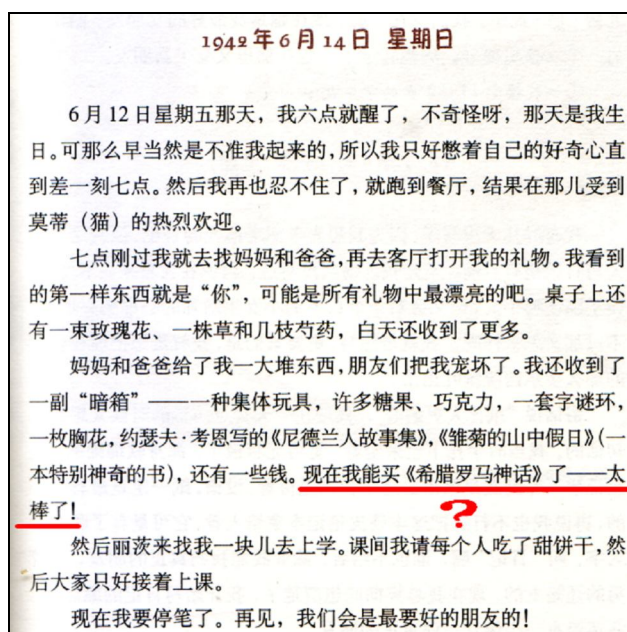 1942年6月14日 星期日
6月12日星期五那天，我六点就醒了，不奇怪呀，那天是我生
日。可那么早当然是不准我起来的，所以我只好憋着自己的好奇心直
到差一刻七点。然后我再也忍不住了，就跑到餐厅，结果在那儿受到
莫蒂（猫）的热烈欢迎。
七点刚过我就去找妈妈和爸爸，再去客厅打开我的礼物。我看到
的第一样东西就是“你”，可能是所有礼物中最漂亮的吧。桌子上还
有一束玫瑰花、一株草和几枝芍药，白天还收到了更多。
妈妈和爸爸给了我一大堆东西，朋友们把我宠坏了。我还收到了
一副“暗箱”——一种集体玩具，许多糖果、巧克力，一套字谜环，
一枚胸花，约瑟夫·考恩写的《尼德兰人故事集》，《雏菊的山中假日》（一
本特别神奇的书），还有一些钱。现在我能买《希腊罗马神话》了——太
棒了！
?
然后丽茨来找我一块儿去上学。课间我请每个人吃了甜饼干，然
后大家只好接着上课。
现在我要停笔了。再见，我们会是最要好的朋友的！